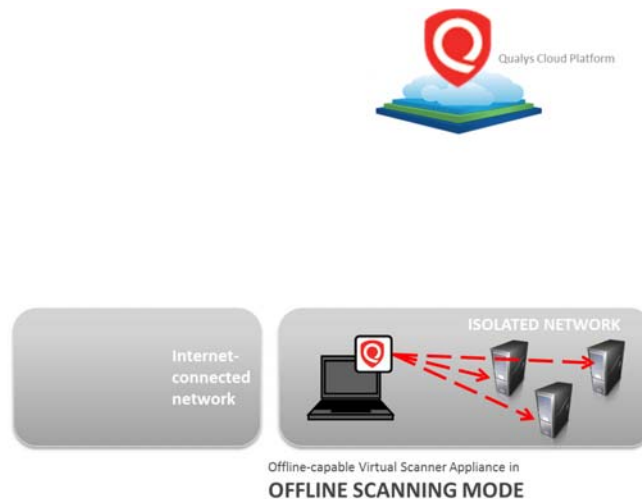 Qualys Cloud Platform
ISOLATED NETWORK
Internet-
connected
network
Offline-capable Virtual Scanner Appliance in
OFFLINE SCANNING MODE